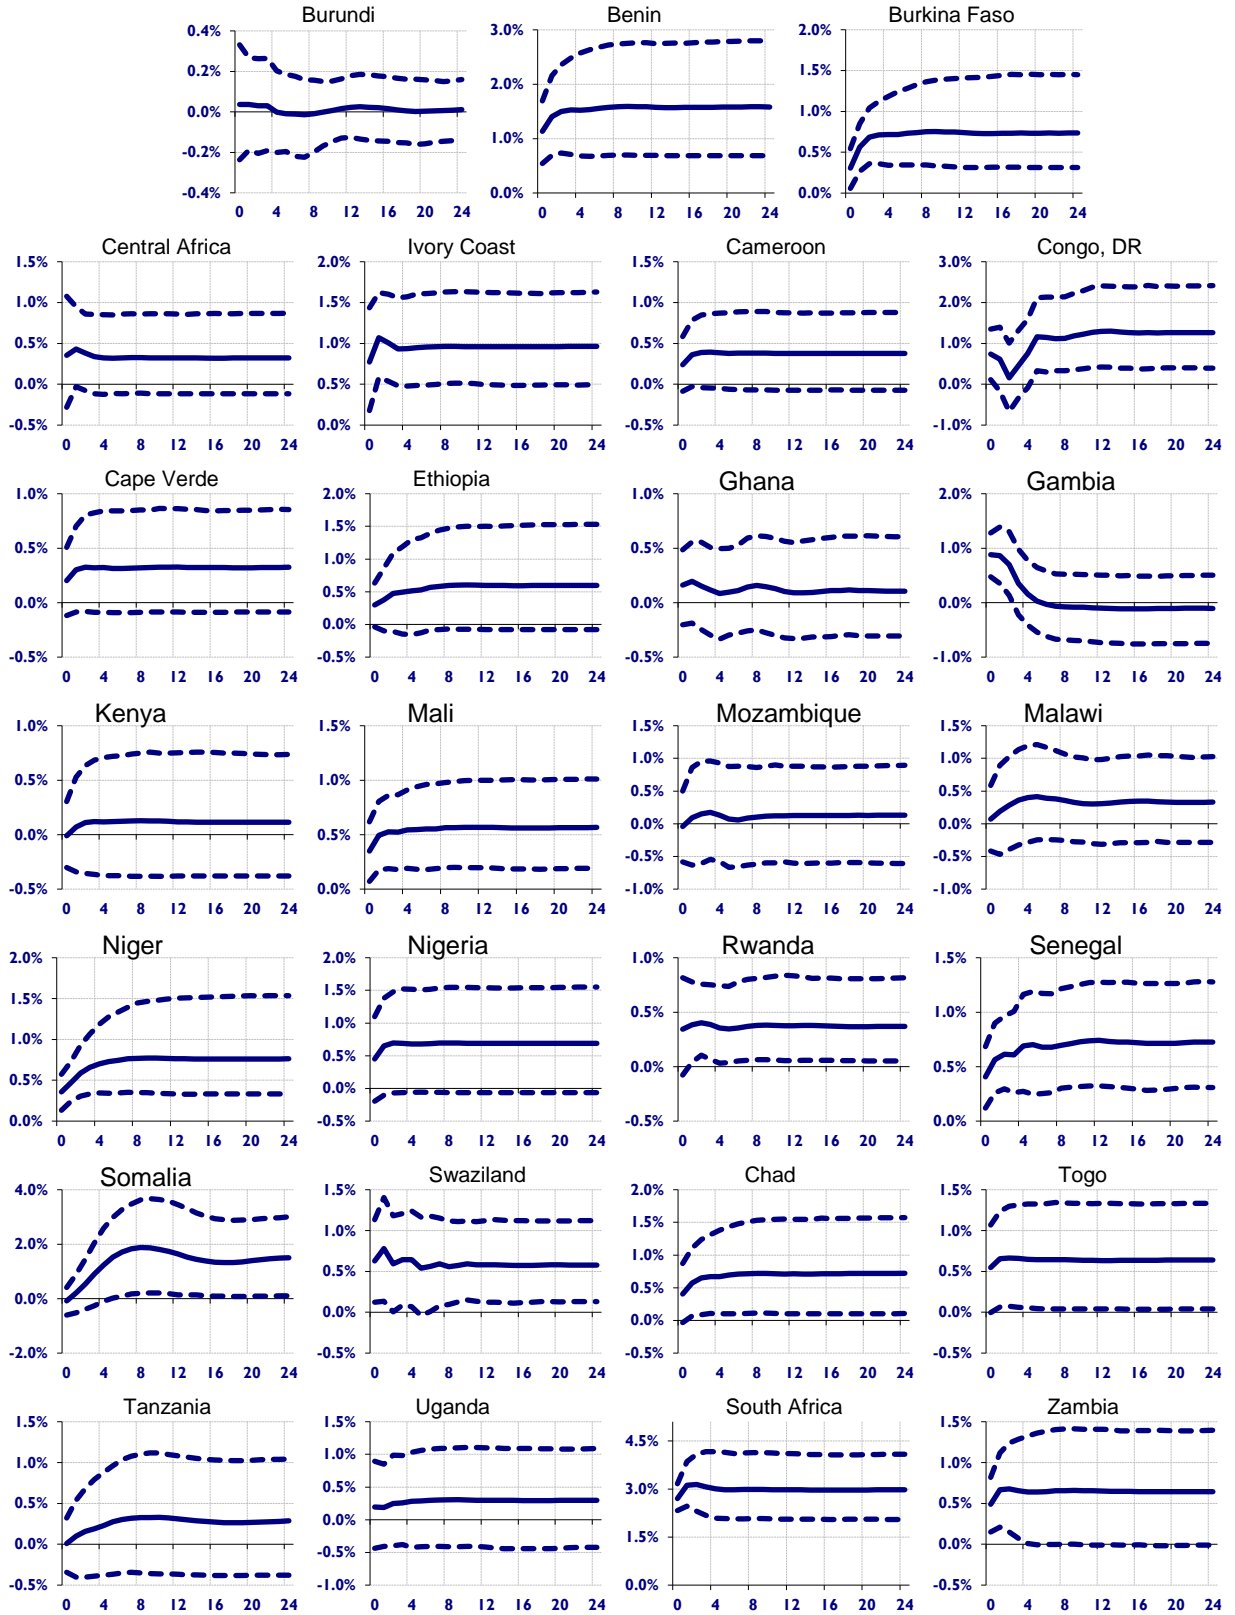 Burundi Benin Burkina Faso
0.4% 3.0% 2.0%
0.2% 2.0% 1.5%
0.0% 1.0% 1.0%
-0.2% 0.0% 0.5%
-0.4% 0.0%
0 4 8 12 16 20 24 0 4 8 12 16 20 24 0 4 8 12 16 20 24
Central Africa Ivory Coast Cameroon Congo, DR
1.5% 2.0% 1.5% 3.0%
1.0% 1.5% 1.0% 2.0%
0.5% 1.0% 0.5% 1.0%
0.0% 0.5% 0.0% 0.0%
-0.5% 0.0% -0.5% -1.0%
0 4 8 12 16 20 24 0 4 8 12 16 20 24 0 4 8 12 16 20 24 0 4 8 12 16 20 24
Cape Verde Ethiopia Ghana Gambia
1.0% 2.0% 1.0% 2.0%
0.5% 1.5% 0.5% 1.0%
0.0% 1.0% 0.0% 0.0%
-0.5% 0.5% -0.5% -1.0%
0.0%
-0.5%
0 4 8 12 16 20 24 0 4 8 12 16 20 24 0 4 8 12 16 20 24 0 4 8 12 16 20 24
Kenya Mali Mozambique Malawi
1.0% 1.5% 1.5% 1.5%
0.5% 1.0% 1.0% 1.0%
0.0% 0.5% 0.5% 0.5%
-0.5% 0.0% 0.0% 0.0%
-0.5% -0.5%
-1.0% -1.0%
0 4 8 12 16 20 24 0 4 8 12 16 20 24 0 4 8 12 16 20 24 0 4 8 12 16 20 24
Niger Nigeria Rwanda Senegal
2.0% 2.0% 1.0% 1.5%
1.5% 1.5% 0.5% 1.0%
1.0% 1.0% 0.0% 0.5%
0.5% 0.5% -0.5% 0.0%
0.0% 0.0%
-0.5%
0 4 8 12 16 20 24 0 4 8 12 16 20 24 0 4 8 12 16 20 24 0 4 8 12 16 20 24
Somalia Swaziland Chad Togo
4.0% 1.5% 2.0% 1.5%
2.0% 1.0% 1.5% 1.0%
0.0% 0.5% 1.0% 0.5%
-2.0% 0.0% 0.5% 0.0%
-0.5% 0.0% -0.5%
-0.5%
0 4 8 12 16 20 24 0 4 8 12 16 20 24 0 4 8 12 16 20 24 0 4 8 12 16 20 24
Tanzania Uganda South Africa Zambia
1.5% 1.5% 4.5% 1.5%
1.0% 1.0% 3.0% 1.0%
0.5% 0.5% 1.5% 0.5%
0.0% 0.0% 0.0% 0.0%
-0.5% -0.5% -0.5%
-1.0%
0 4 8 12 16 20 24 0 4 8 12 16 20 24 0 4 8 12 16 20 24 0 4 8 12 16 20 24